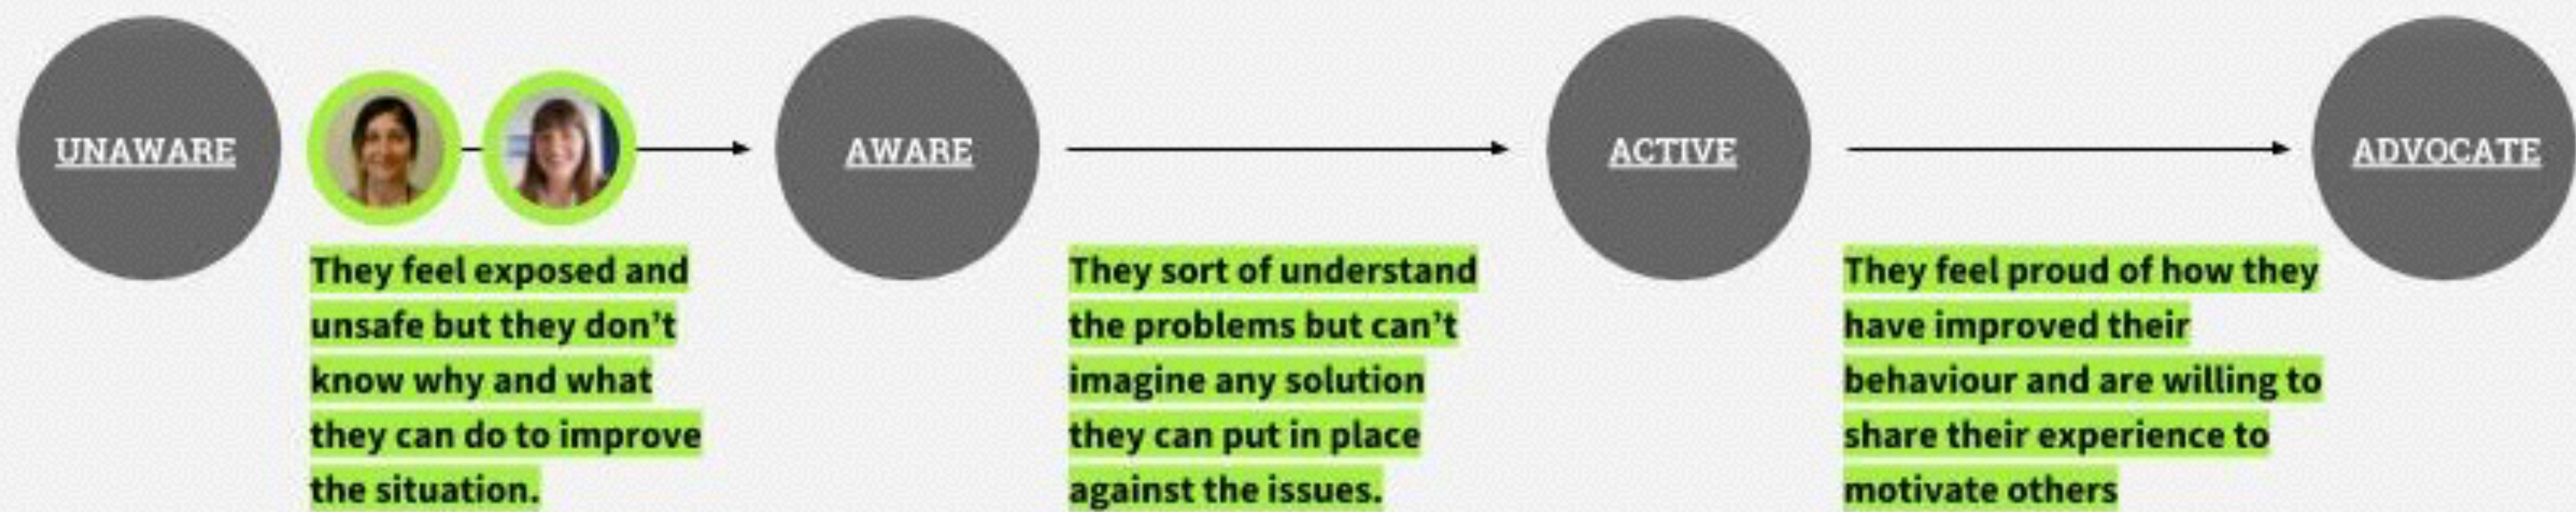 UNAWARE
AWARE
ACTIVE
ADVOCATE
They feel exposed and
unsafe but they don't
know why and what
they can do to improve
the situation.
They sort of understand
the problems but can't
imagine any solution
they can put in place
against the issues.
They feel proud of how they
have improved their
behaviour and are willing to
share their experience to
motivate others